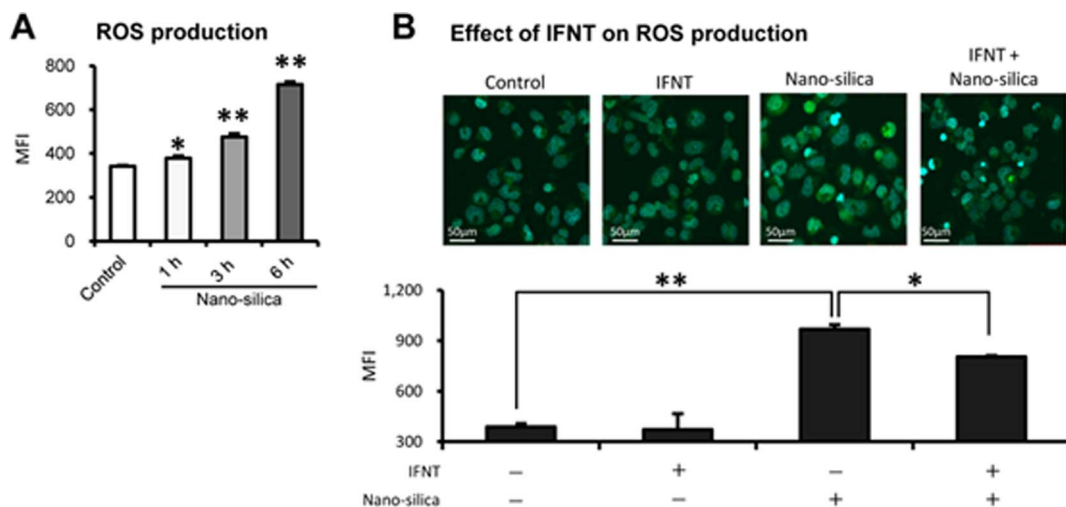 A ROS production
MFI
800
600
400
200
0
* ** **
Control 1 h 3 h 6 h
Nano-silica
B Effect of IFNT on ROS production
Control IFNT Nano-silica IFNT +
Nano-silica
50μm 50μm 50μm 50μm
MFI
1,200
900
600
300
** *
IFNT – + – +
Nano-silica – – + +